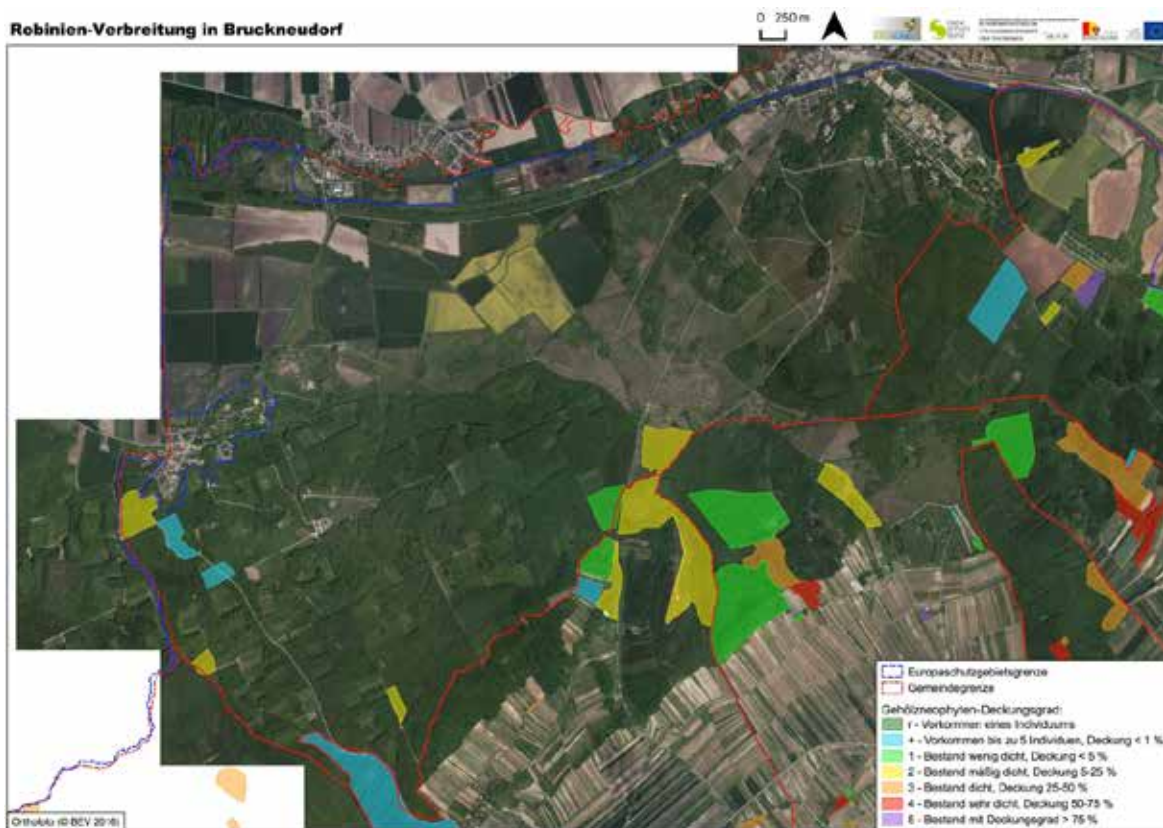 Robinien-Verbreitung in Bruckneudorf
0 250 m
Europaschutzgebietsgrenze
Gemeindegrenze
Gehölzneophyten-Deckungsgrad:
r - Vorkommen eines Individuums
+ - Vorkommen bis zu 5 Individuen, Deckung < 1 %
1 - Bestand wenig dicht, Deckung < 5 %
2 - Bestand mäßig dicht, Deckung 5-25 %
3 - Bestand dicht, Deckung 25-50 %
4 - Bestand sehr dicht, Deckung 50-75 %
5 - Bestand mit Deckungsgrad > 75 %
Orthofoto (© BEV 2016)